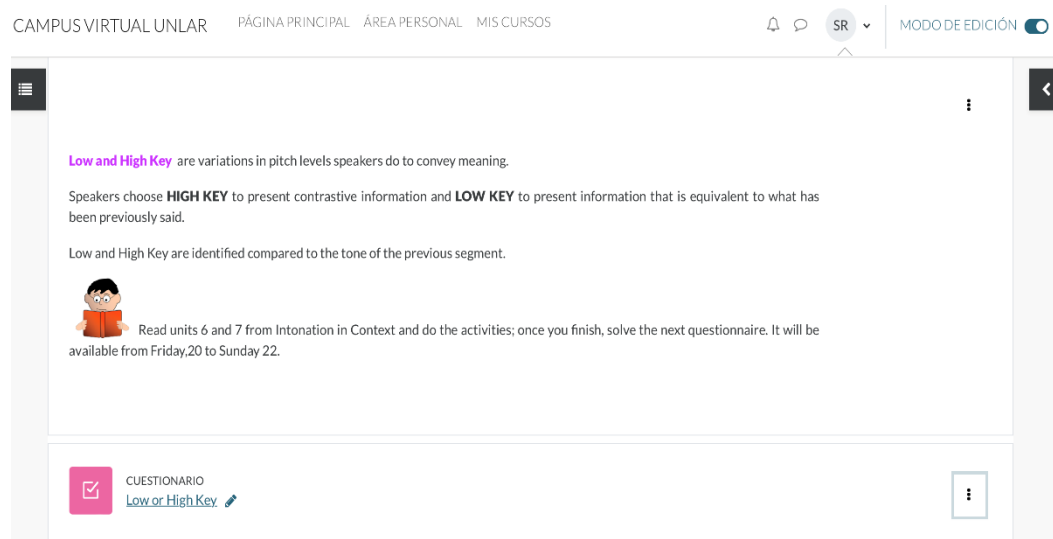 CAMPUS VIRTUAL UNLAR PÁGINA PRINCIPAL ÁREA PERSONAL MIS CURSOS SR MODO DE EDICIÓN
Low and High Key are variations in pitch levels speakers do to convey meaning.
Speakers choose HIGH KEY to present contrastive information and LOW KEY to present information that is equivalent to what has
been previously said.
Low and High Key are identified compared to the tone of the previous segment.
Read units 6 and 7 from Intonation in Context and do the activities; once you finish, solve the next questionnaire. It will be
available from Friday,20 to Sunday 22.
CUESTIONARIO
Low or High Key